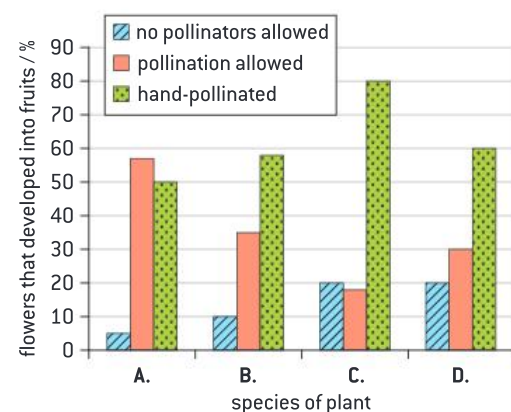 no pollinators allowed
pollination allowed
hand-pollinated
flowers that developed into fruits / %
90
80
70
60
50
40
30
20
10
0
A. B. C. D.
species of plant